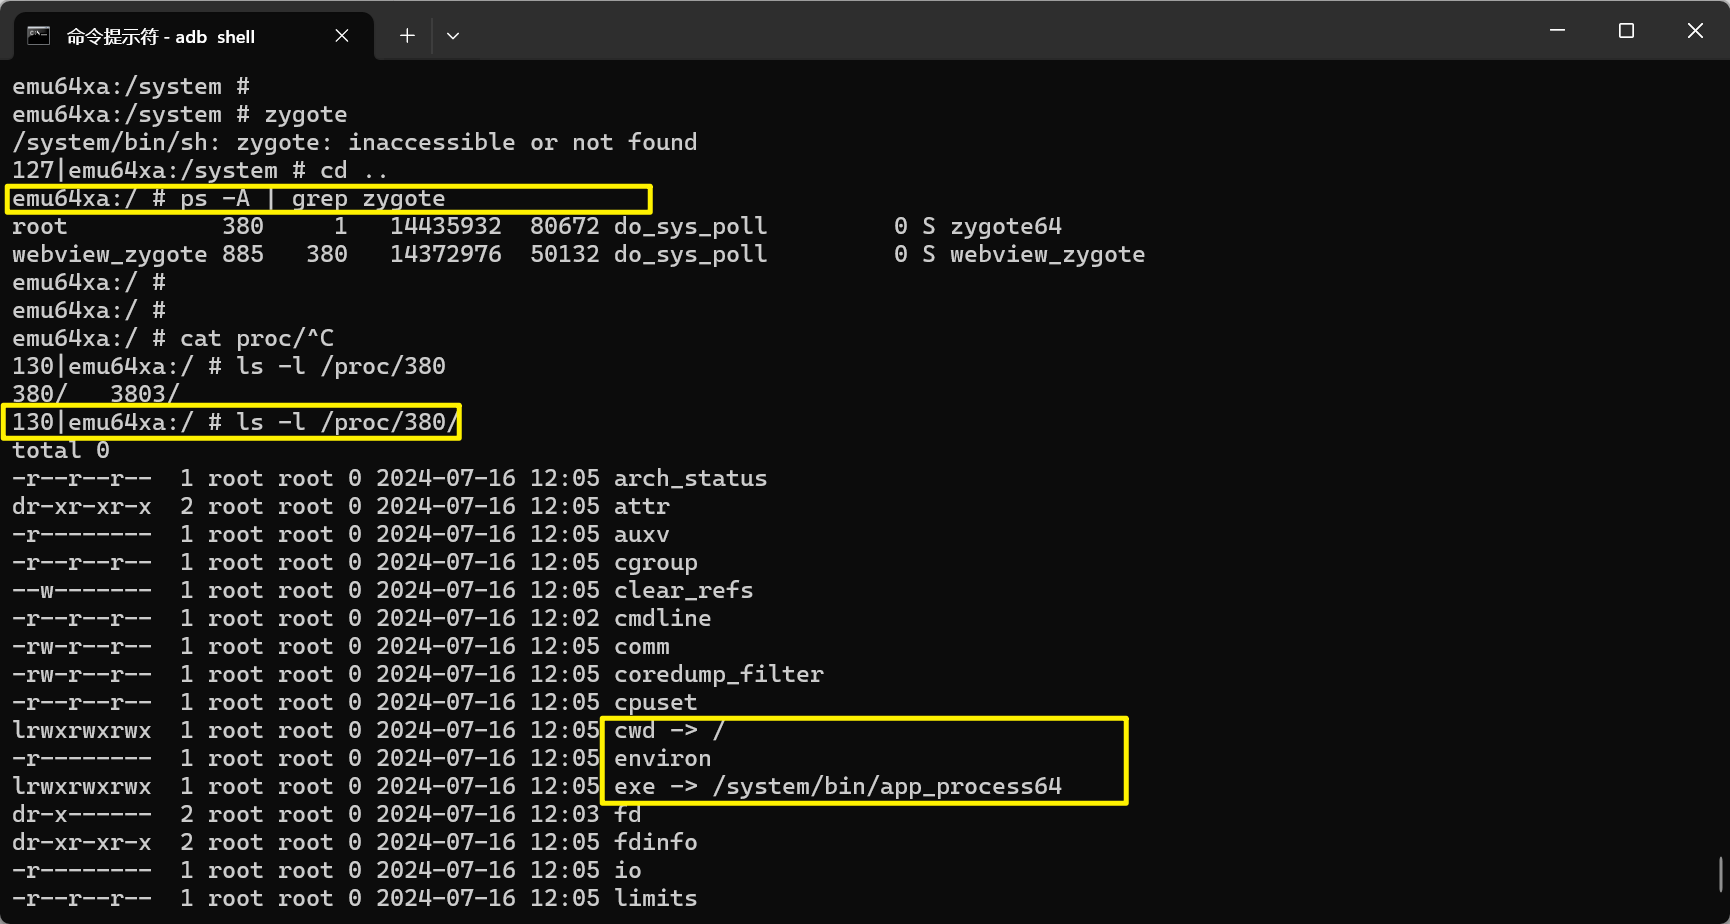 命令提示符 - adb  shell
emu64xa:/system #
emu64xa:/system # zygote
/system/bin/sh: zygote: inaccessible or not found
127|emu64xa:/system # cd ..
emu64xa:/ # ps -A | grep zygote
root           380     1   14435932  80672 do_sys_poll         0 S zygote64
webview_zygote 885   380   14372976  50132 do_sys_poll         0 S webview_zygote
emu64xa:/ #
emu64xa:/ #
emu64xa:/ # cat proc/^C
130|emu64xa:/ # ls -l /proc/380
380/   3803/
130|emu64xa:/ # ls -l /proc/380/
total 0
-r--r--r--  1 root root 0 2024-07-16 12:05 arch_status
dr-xr-xr-x  2 root root 0 2024-07-16 12:05 attr
-r--------  1 root root 0 2024-07-16 12:05 auxv
-r--r--r--  1 root root 0 2024-07-16 12:05 cgroup
--w-------  1 root root 0 2024-07-16 12:05 clear_refs
-r--r--r--  1 root root 0 2024-07-16 12:02 cmdline
-rw-r--r--  1 root root 0 2024-07-16 12:05 comm
-rw-r--r--  1 root root 0 2024-07-16 12:05 coredump_filter
-r--r--r--  1 root root 0 2024-07-16 12:05 cpuset
lrwxrwxrwx  1 root root 0 2024-07-16 12:05 cwd -> /
-r--------  1 root root 0 2024-07-16 12:05 environ
lrwxrwxrwx  1 root root 0 2024-07-16 12:05 exe -> /system/bin/app_process64
dr-x------  2 root root 0 2024-07-16 12:03 fd
dr-xr-xr-x  2 root root 0 2024-07-16 12:05 fdinfo
-r--------  1 root root 0 2024-07-16 12:05 io
-r--r--r--  1 root root 0 2024-07-16 12:05 limits